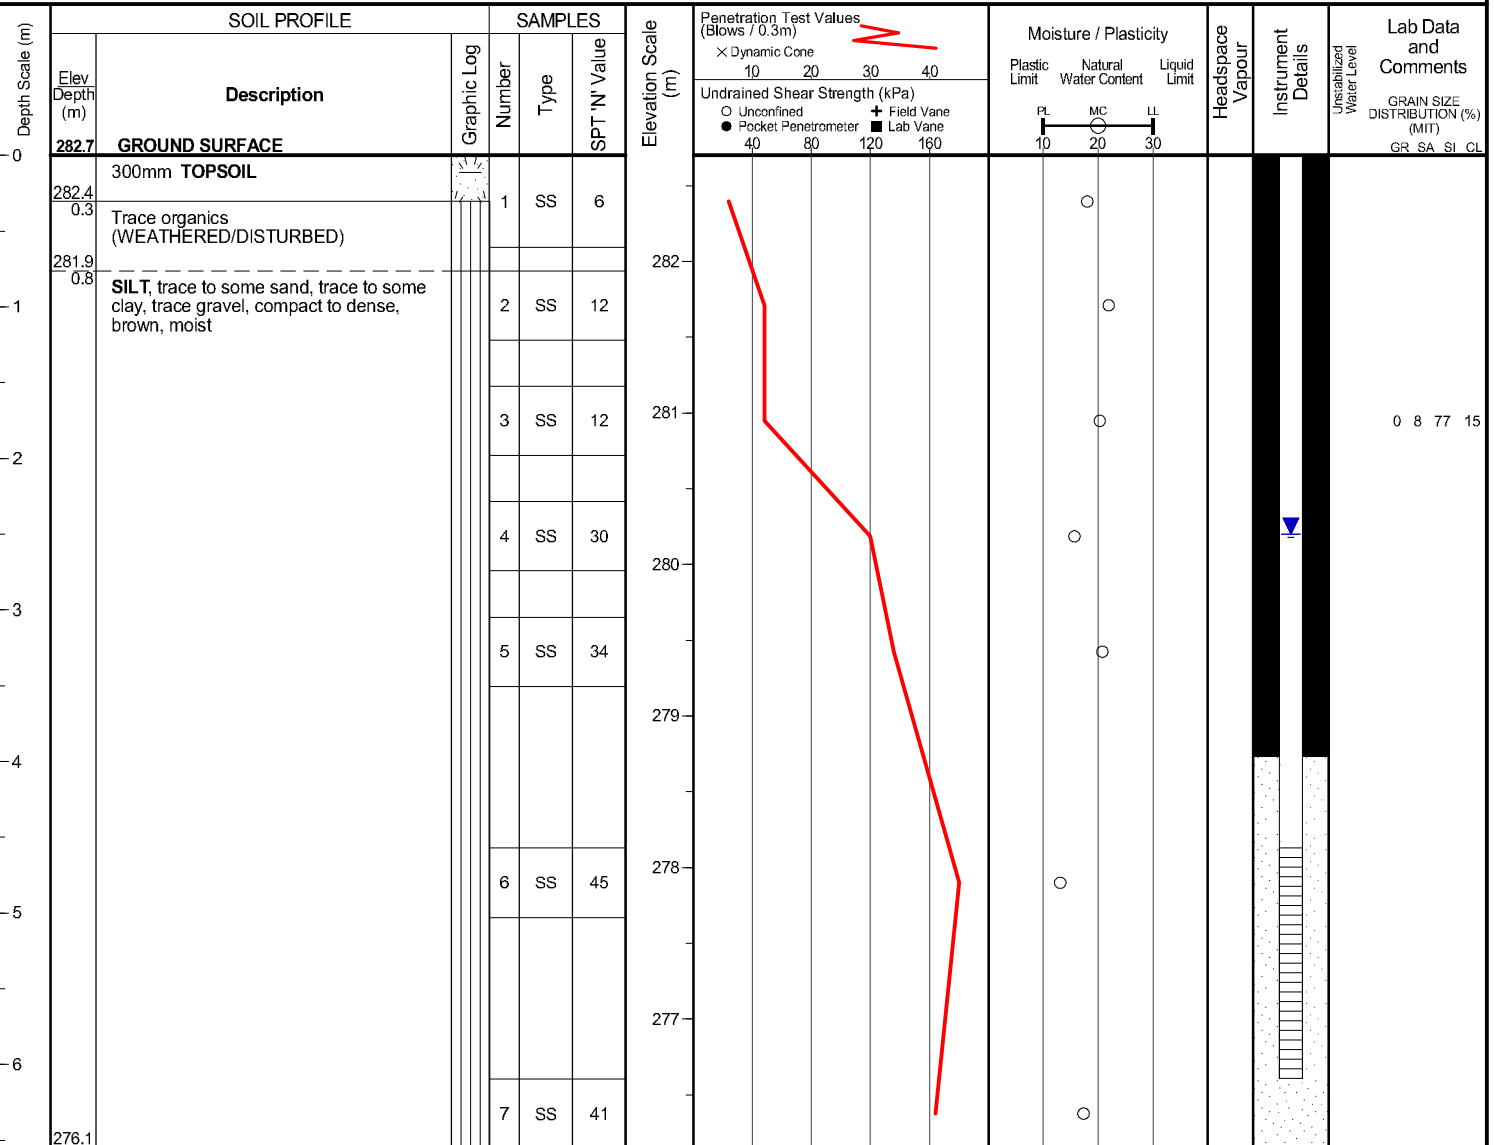 SOIL PROFILE
SAMPLES
Depth Scale (m)
Elev
Depth
(m)
Description
Graphic Log
Number
Type
SPT 'N' Value
Elevation Scale
(m)
Penetration Test Values
(Blows / 0.3m)
× Dynamic Cone
10 20 30 40
Undrained Shear Strength (kPa)
Unconfined + Field Vane
Pocket Penetrometer Lab Vane
40 80 120 160
Moisture / Plasticity
Plastic Limit
Natural Water Content
Liquid Limit
PL MC LL
10 20 30
Headspace
Vapour
Instrument
Details
Unstabilized
Water Level
Lab Data
and
Comments
GRAIN SIZE
DISTRIBUTION (%)
(MIT)
GR SA SI CL
282.7 GROUND SURFACE
0
300mm TOPSOIL
282.4
0.3
1 SS 6
Trace organics
(WEATHERED/DISTURBED)
281.9
0.8
282
SILT, trace to some sand, trace to some
clay, trace gravel, compact to dense,
brown, moist
1
2 SS 12
281
3 SS 12
0 8 77 15
2
4 SS 30
280
3
5 SS 34
279
4
278
6 SS 45
5
277
6
7 SS 41
276.1